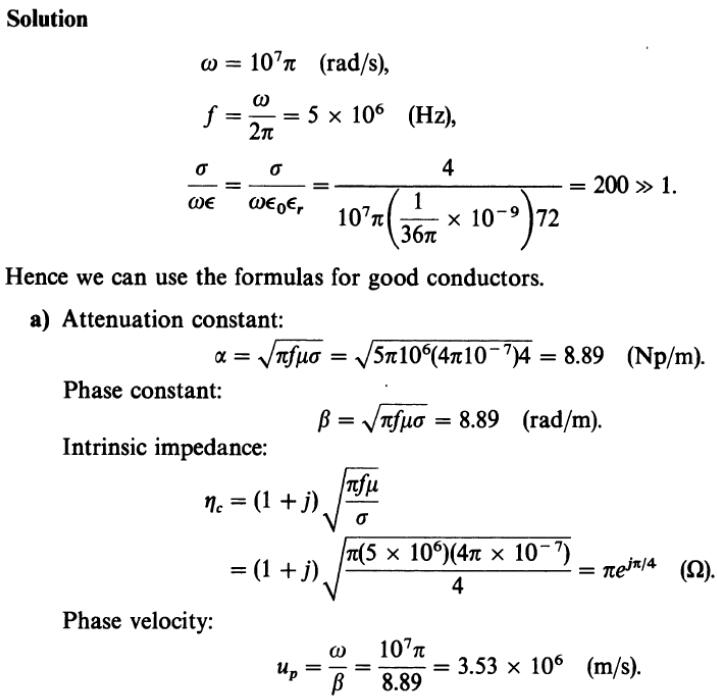 Solution
ω = 10⁷π (rad/s),
f = ω/2π = 5 × 10⁶ (Hz),
σ/ωϵ = σ/ωϵ₀ϵᵣ = 4/(10⁷π(1/36π × 10⁻⁹)72) = 200 ≫ 1.
Hence we can use the formulas for good conductors.
a) Attenuation constant:
α = √(πfμσ) = √(5π10⁶(4π10⁻⁷)4) = 8.89 (Np/m).
Phase constant:
β = √(πfμσ) = 8.89 (rad/m).
Intrinsic impedance:
η_c = (1 + j)√(πfμ/σ)
= (1 + j)√(π(5 × 10⁶)(4π × 10⁻⁷)/4) = πe^{jπ/4} (Ω).
Phase velocity:
u_p = ω/β = 10⁷π/8.89 = 3.53 × 10⁶ (m/s).